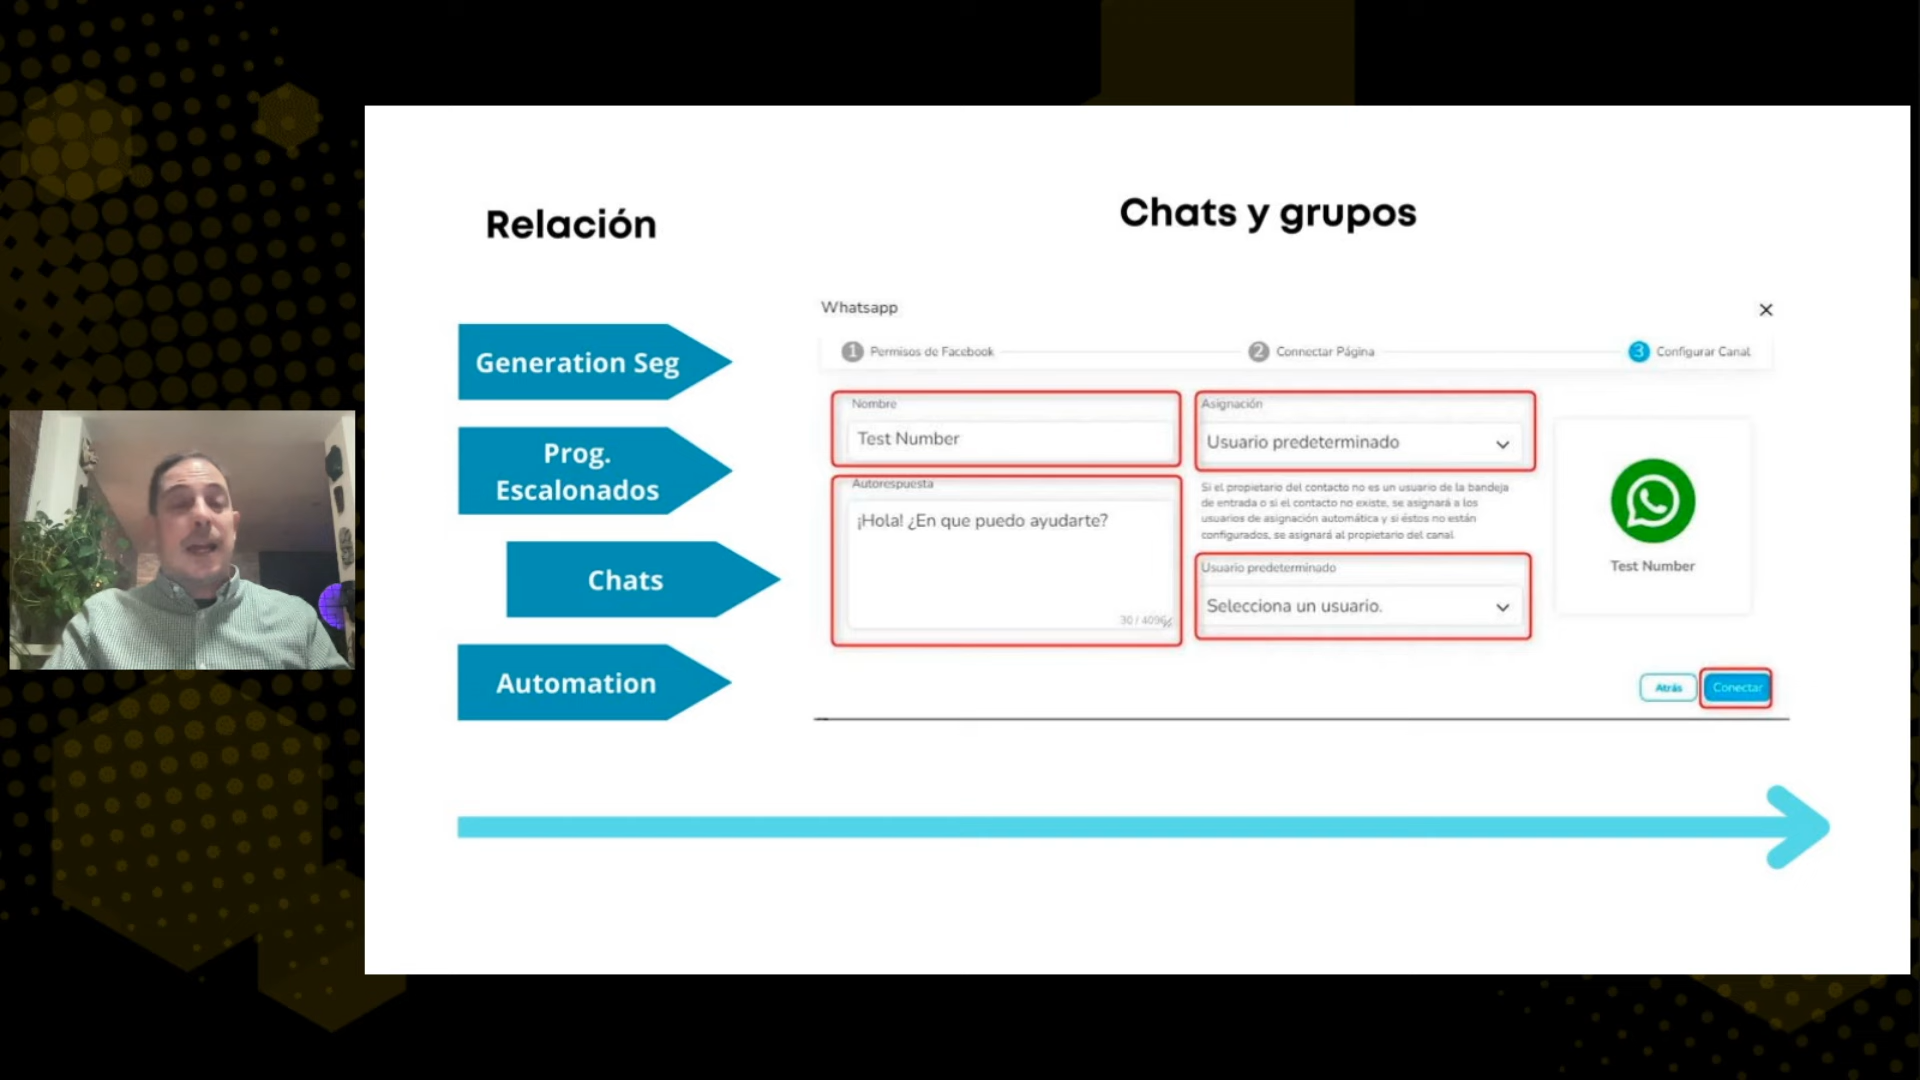 Relación
Chats y grupos
Generation Seg
Prog.
Escalonados
Chats
Automation
Whatsapp
1 Permisos de Facebook
2 Connectar Página
3 Configurar Canal
Nombre
Test Number
Autorespuesta
¡Hola! ¿En que puedo ayudarte?
30 / 4096
Asignación
Usuario predeterminado
Si el propietario del contacto no es un usuario de la bandeja
de entrada o si el contacto no existe, se asignará a los
usuarios de asignación automática y si éstos no están
configurados, se asignará al propietario del canal
Usuario predeterminado
Selecciona un usuario.
Test Number
Atrás
Conectar